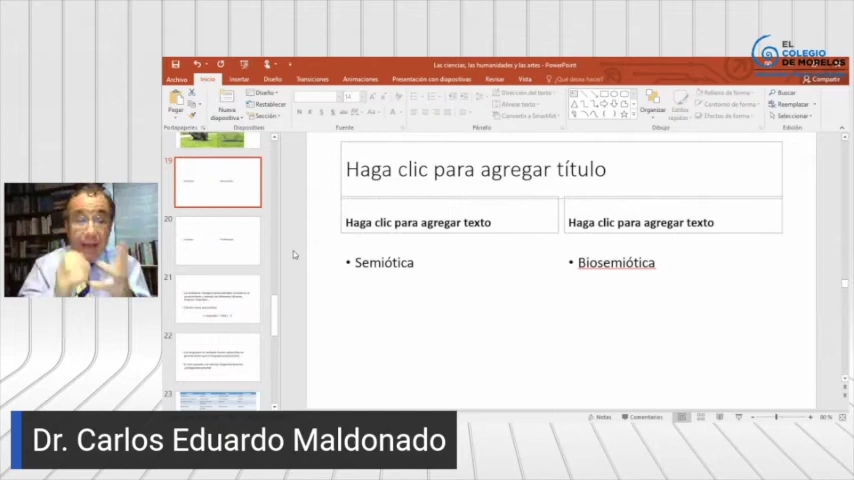 EL
COLEGIO
DE MORELOS
Las ciencias, las humanidades y las artes - PowerPoint
Archivo Inicio Insertar Diseño Transiciones Animaciones Presentación con diapositivas Revisar Vista ¿Qué desea hacer? Compartir
Pegar
Nueva
diapositiva
Diseño
Restablecer
Sección
14
Dirección del texto
Alinear texto
Convertir a SmartArt
Organizar
Estilos
rápidos
Relleno de forma
Contorno de forma
Efectos de forma
Buscar
Reemplazar
Seleccionar
Portapapeles Diapositivas Fuente Párrafo Dibujo Edición
19
20
21
22
23
Haga clic para agregar título
Haga clic para agregar texto
Haga clic para agregar texto
• Semiótica
• Biosemiótica
Notas Comentarios 80 %
Dr. Carlos Eduardo Maldonado